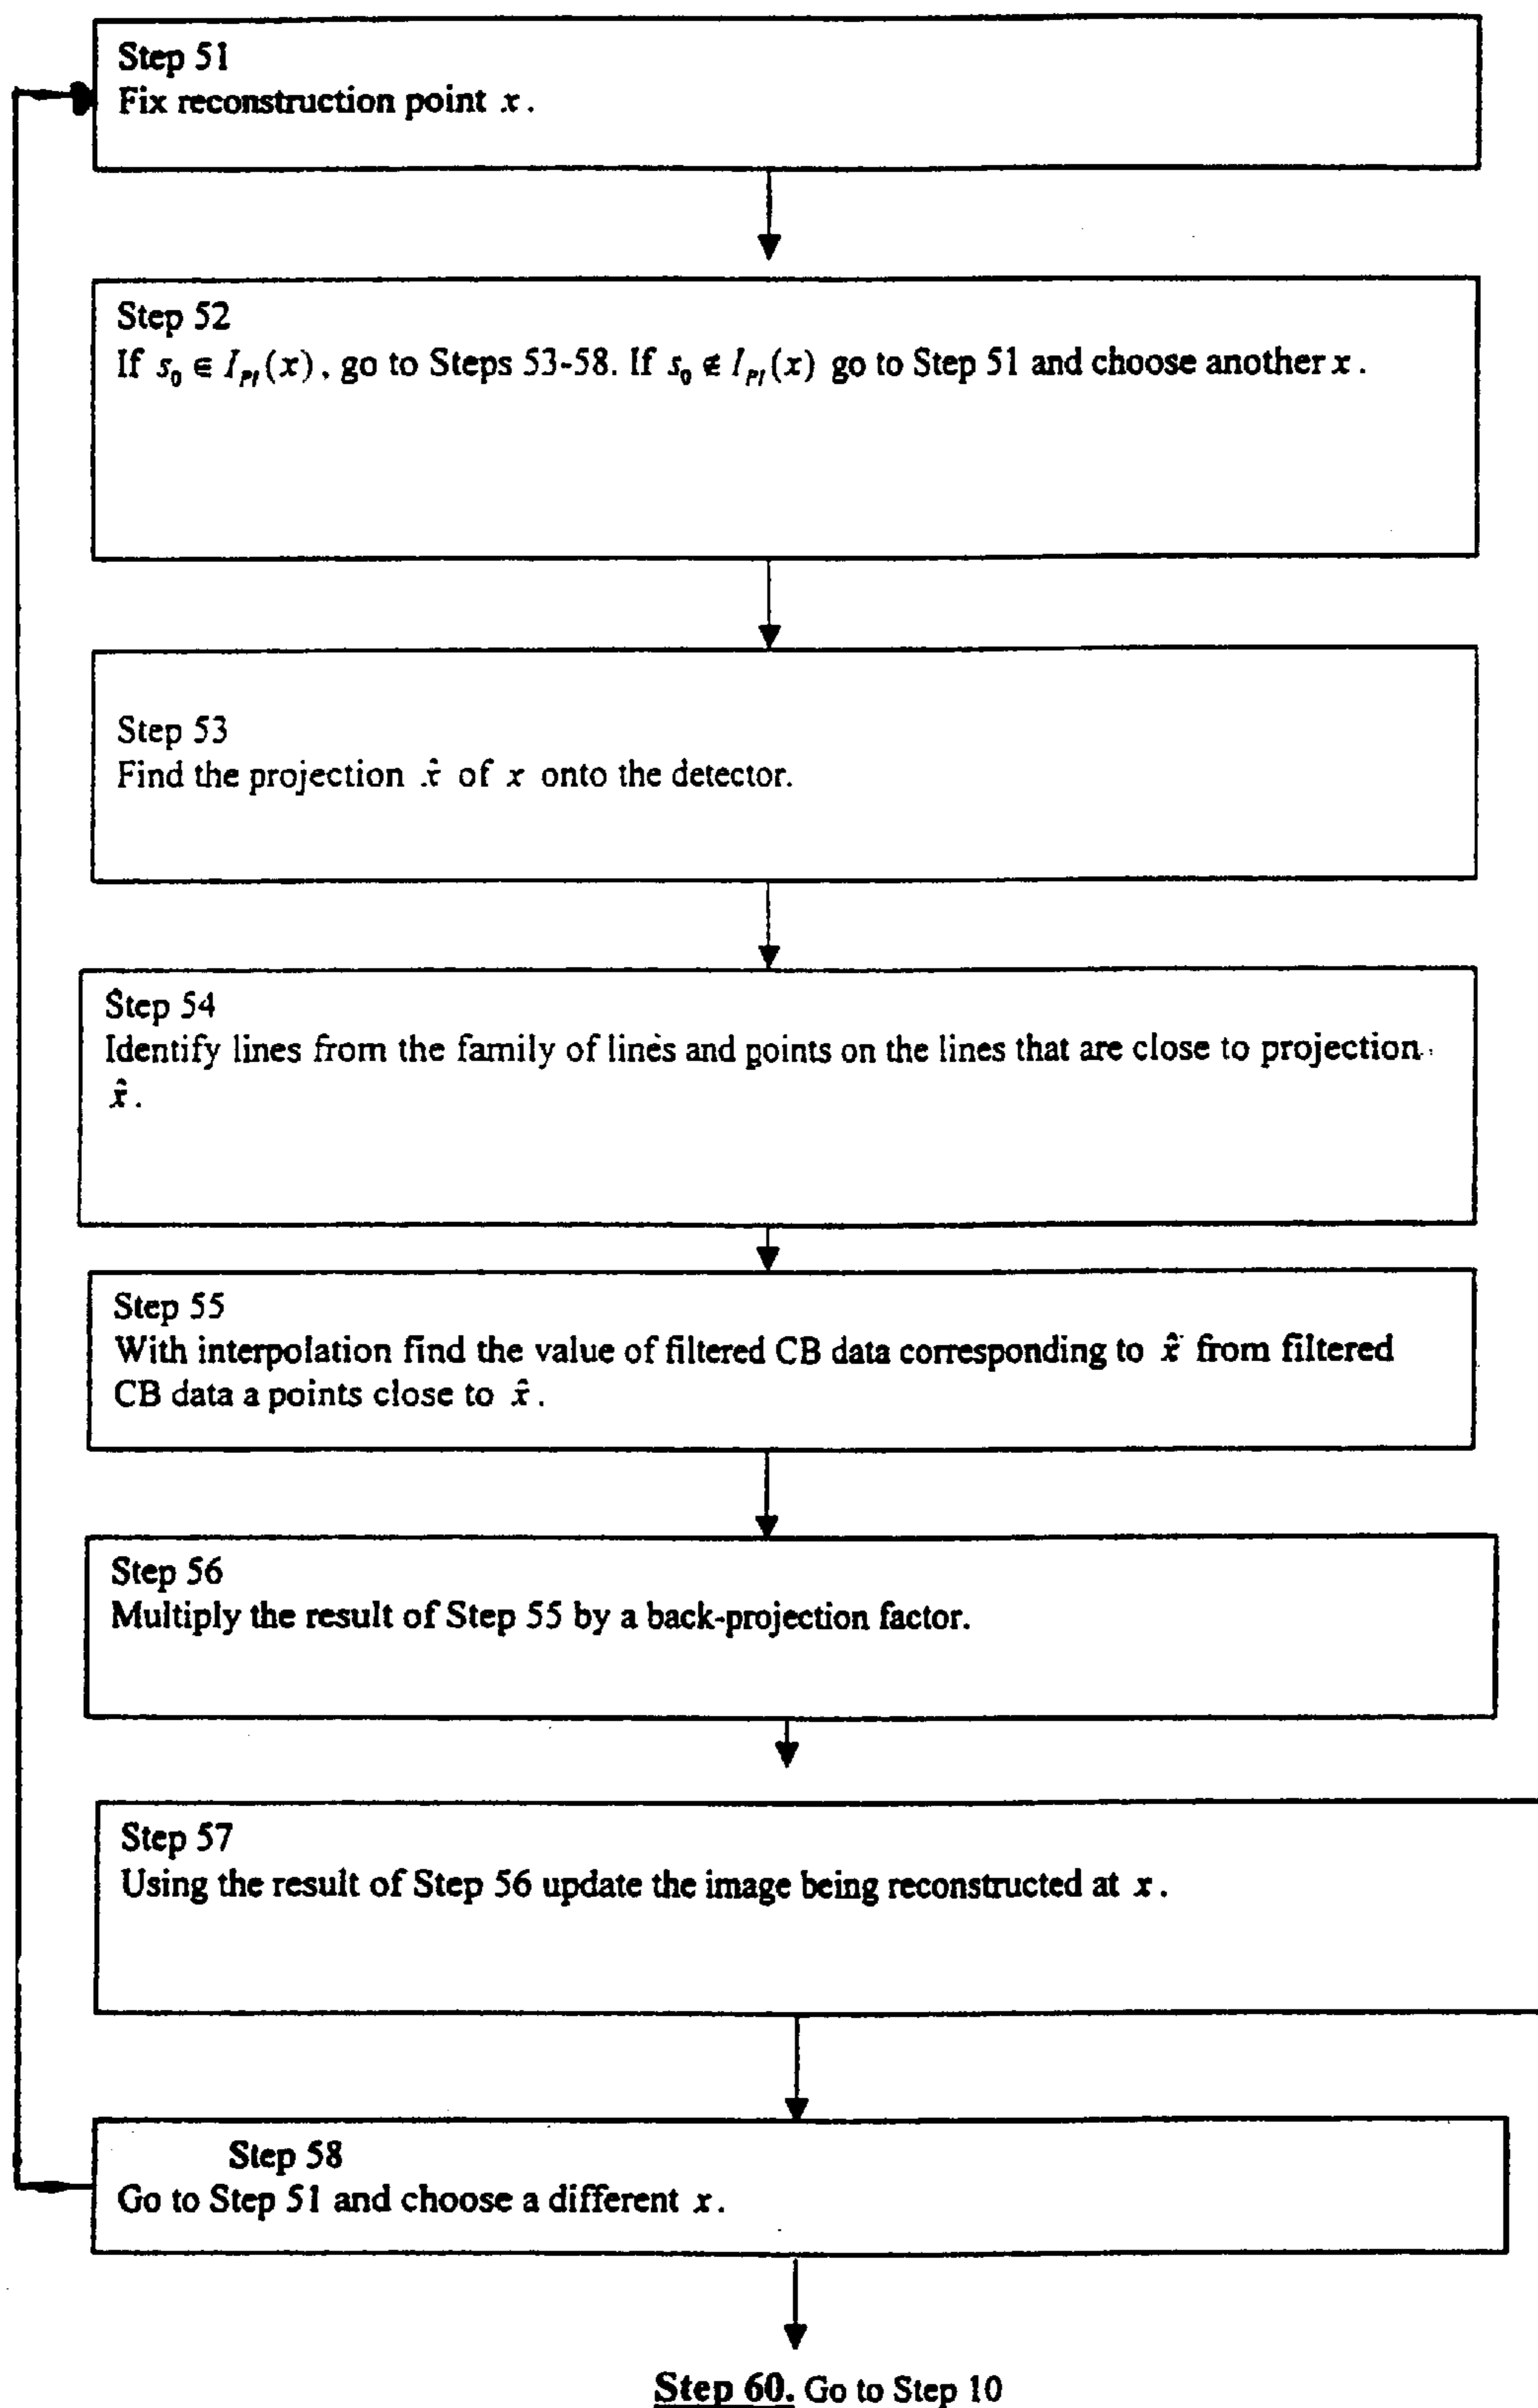 Step 51
Fix reconstruction point x.
Step 52
If s₀ ∈ I_PI(x), go to Steps 53-58. If s₀ ∉ I_PI(x) go to Step 51 and choose another x.
Step 53
Find the projection x̂ of x onto the detector.
Step 54
Identify lines from the family of lines and points on the lines that are close to projection
x̂.
Step 55
With interpolation find the value of filtered CB data corresponding to x̂ from filtered
CB data a points close to x̂.
Step 56
Multiply the result of Step 55 by a back-projection factor.
Step 57
Using the result of Step 56 update the image being reconstructed at x.
Step 58
Go to Step 51 and choose a different x.
Step 60. Go to Step 10